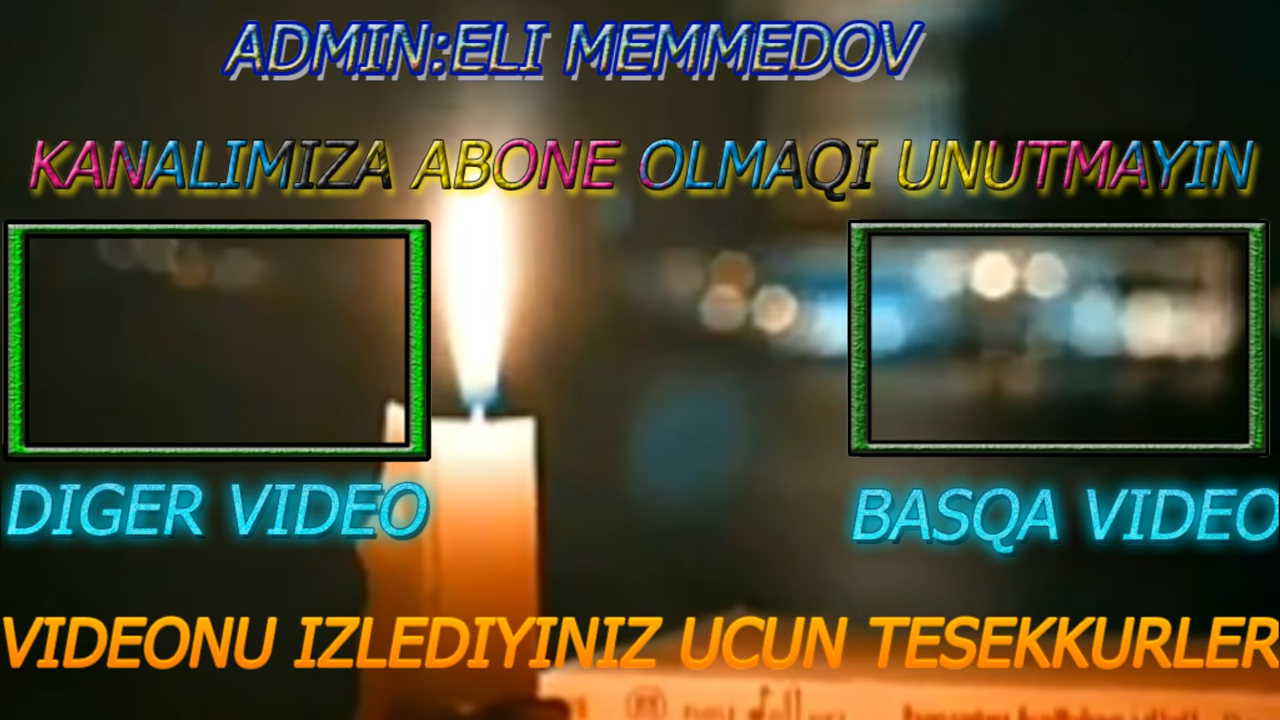 ADMIN:ELI MEMMEDOV
KANALIMIZA ABONE OLMAQI UNUTMAYIN
DIGER VIDEO
BASQA VIDEO
VIDEONU IZLEDIYINIZ UCUN TESEKKURLER